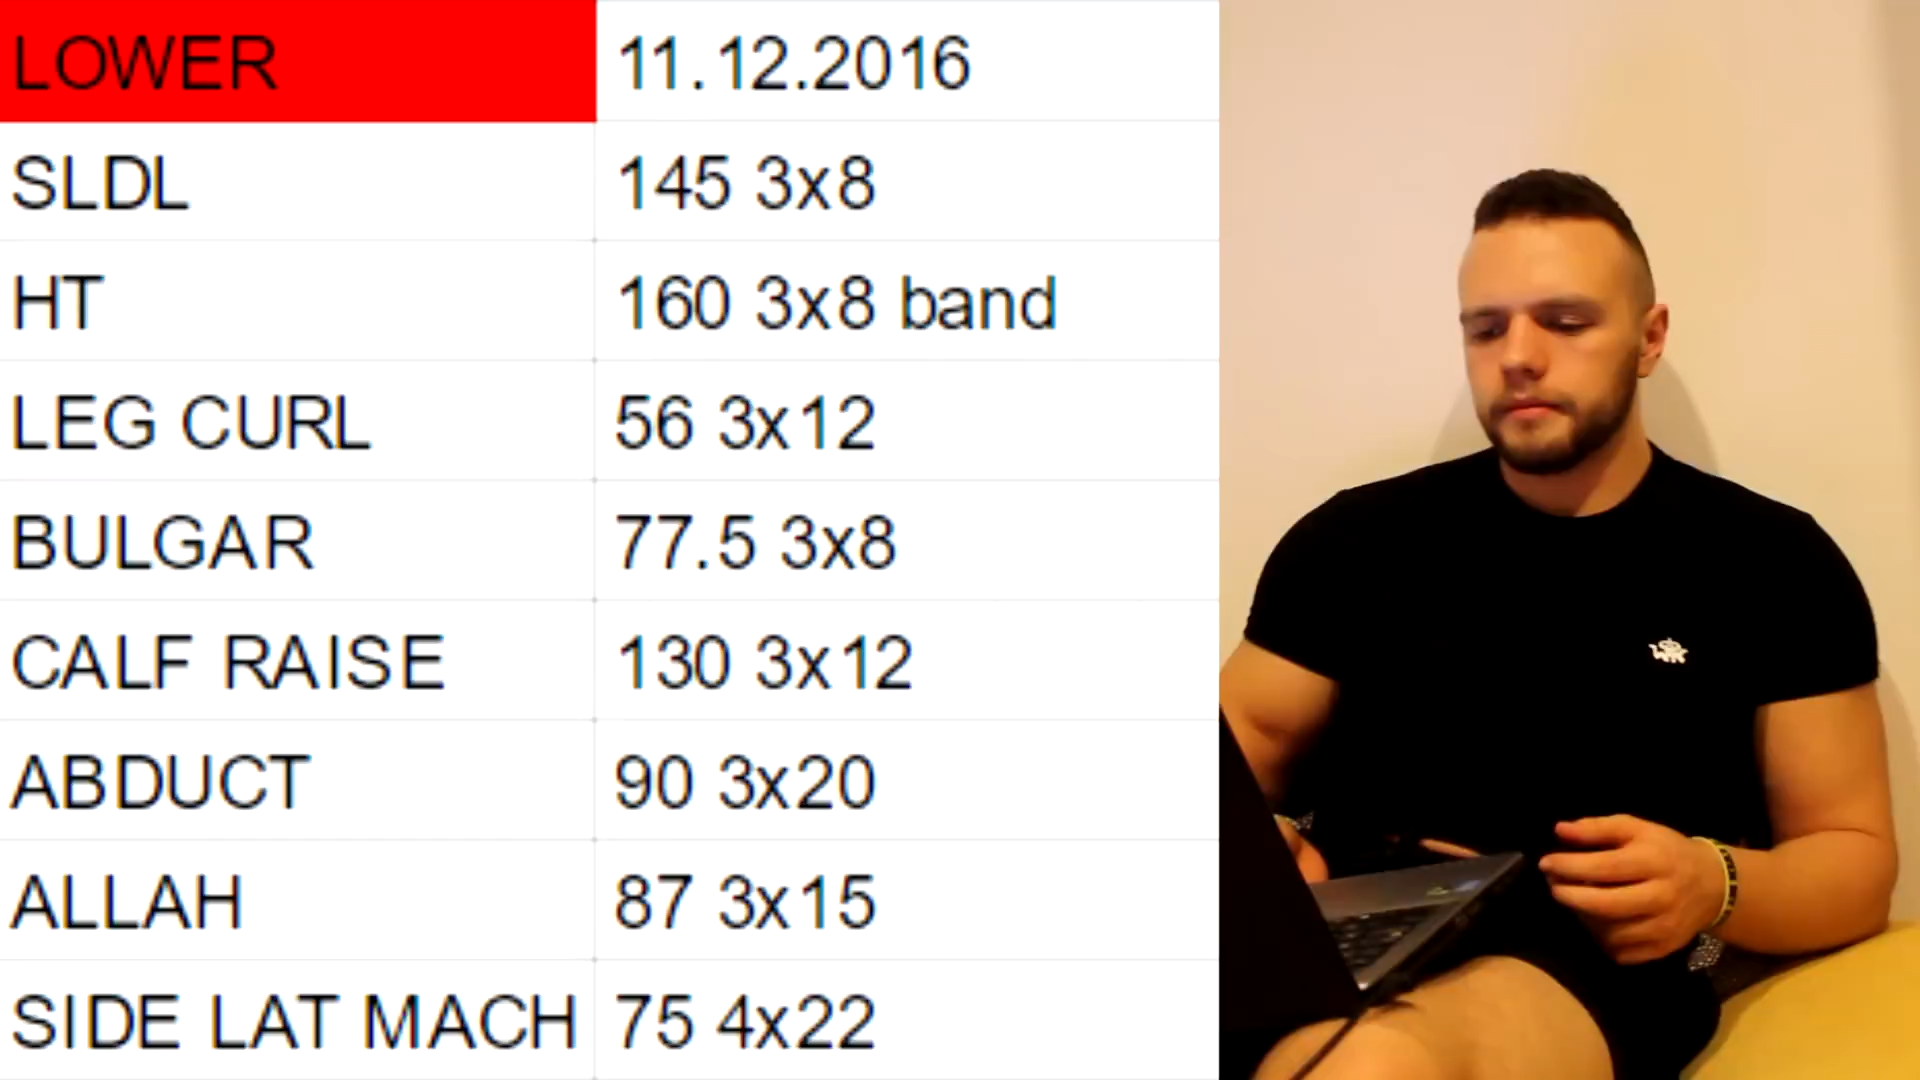 LOWER 11.12.2016
SLDL 145 3x8
HT 160 3x8 band
LEG CURL 56 3x12
BULGAR 77.5 3x8
CALF RAISE 130 3x12
ABDUCT 90 3x20
ALLAH 87 3x15
SIDE LAT MACH 75 4x22